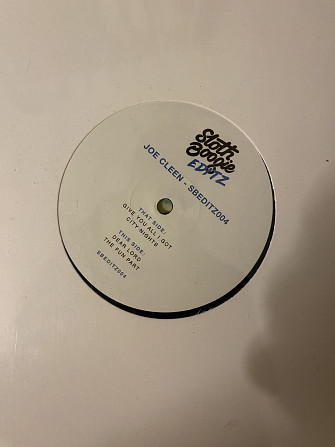 Sloth
Boogie
EDITZ
JOE CLEEN - SBEDITZ004
THAT SIDE:
GIVE YOU ALL I GOT
CITY NIGHTS
THIS SIDE:
DEAR LORD
THE FUN PART
SBEDITZ004